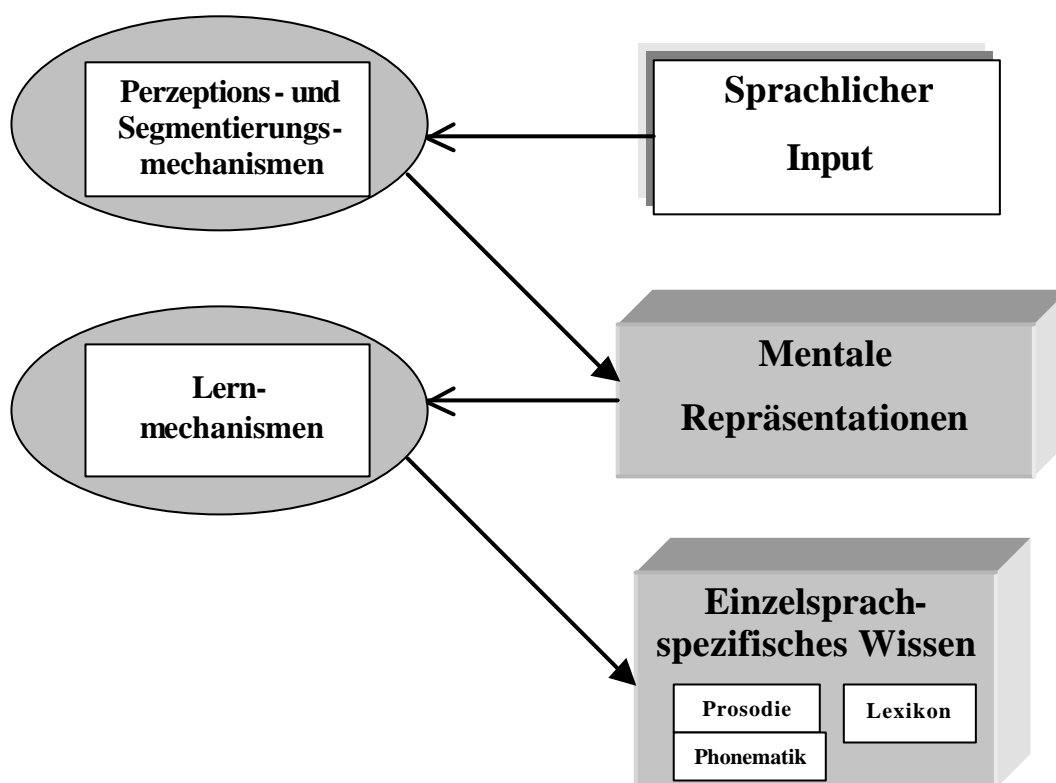 Perzeptions- und
Segmentierungs-
mechanismen
Sprachlicher
Input
Lern-
mechanismen
Mentale
Repräsentationen
Einzelsprach-
spezifisches Wissen
Prosodie
Lexikon
Phonematik